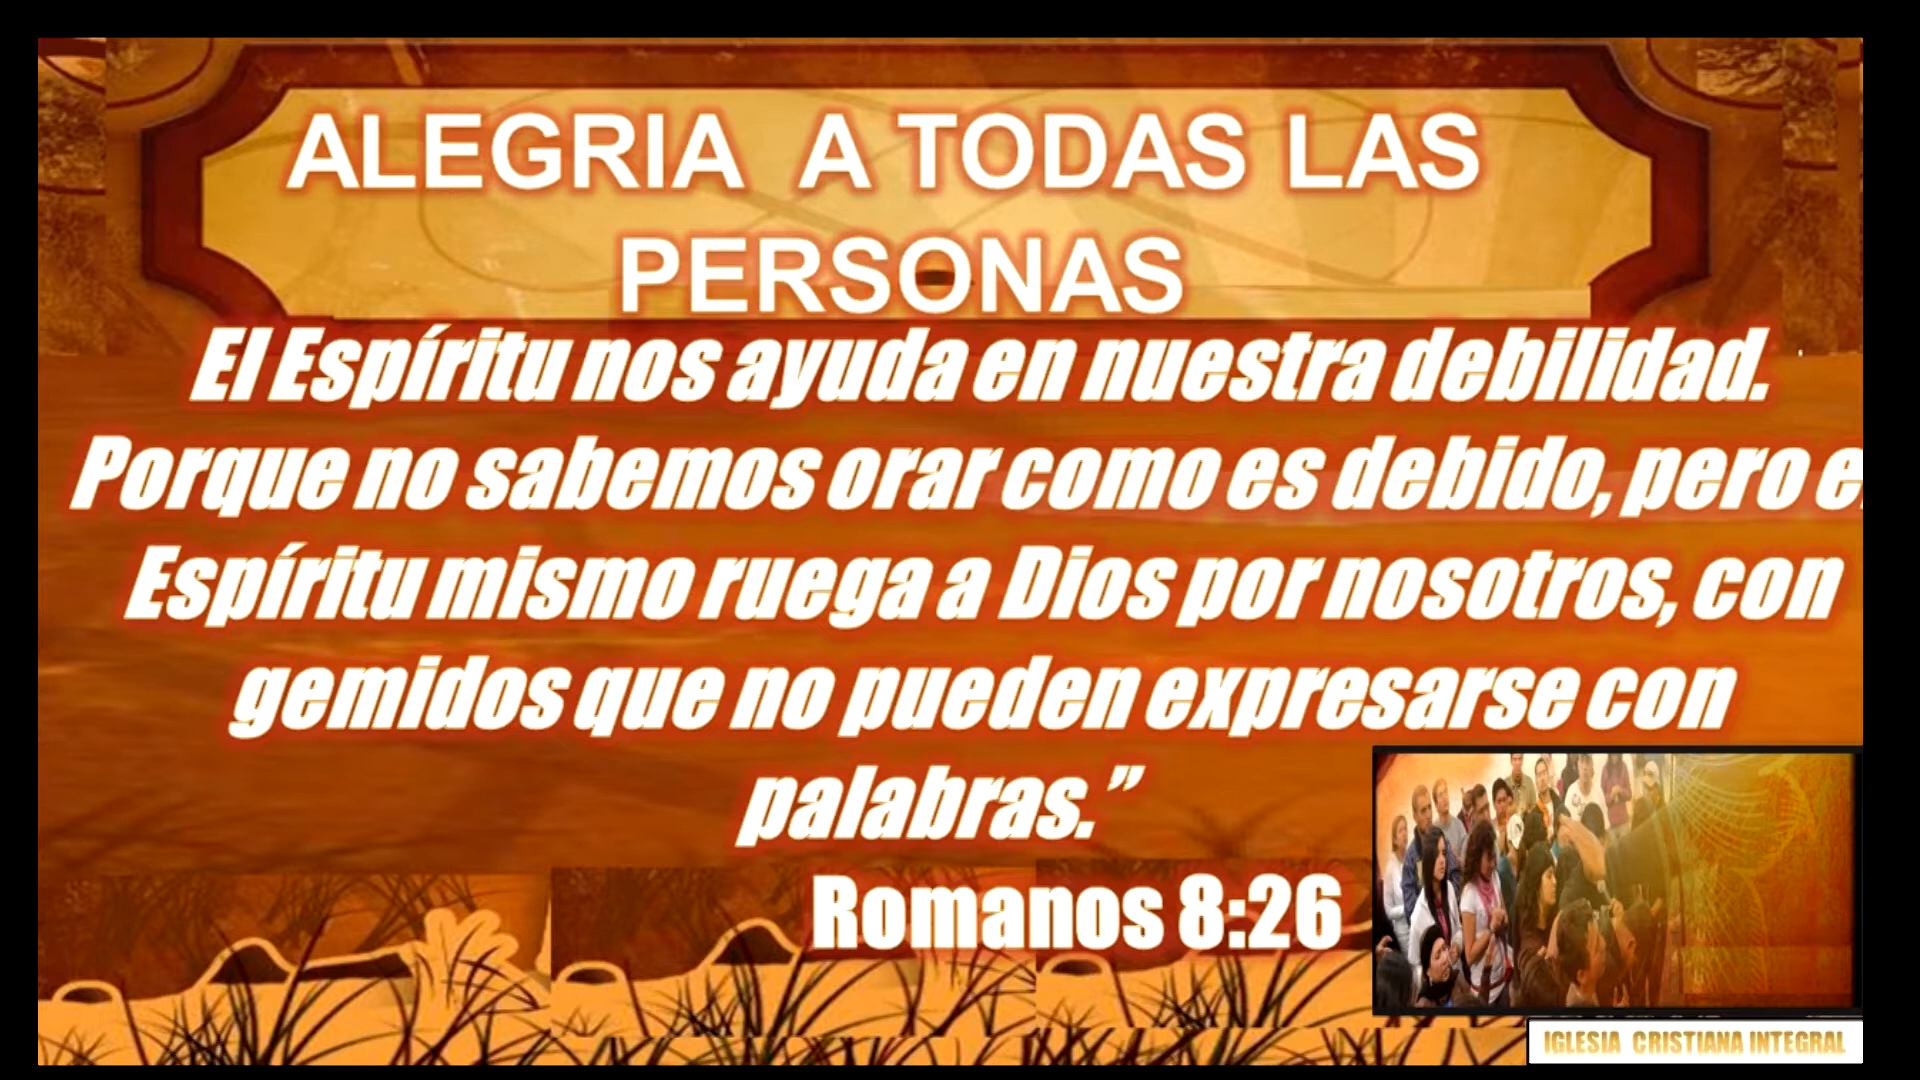 ALEGRIA A TODAS LAS
PERSONAS
El Espíritu nos ayuda en nuestra debilidad.
Porque no sabemos orar como es debido, pero e
Espíritu mismo ruega a Dios por nosotros, con
gemidos que no pueden expresarse con
palabras.”
Romanos 8:26
IGLESIA CRISTIANA INTEGRAL